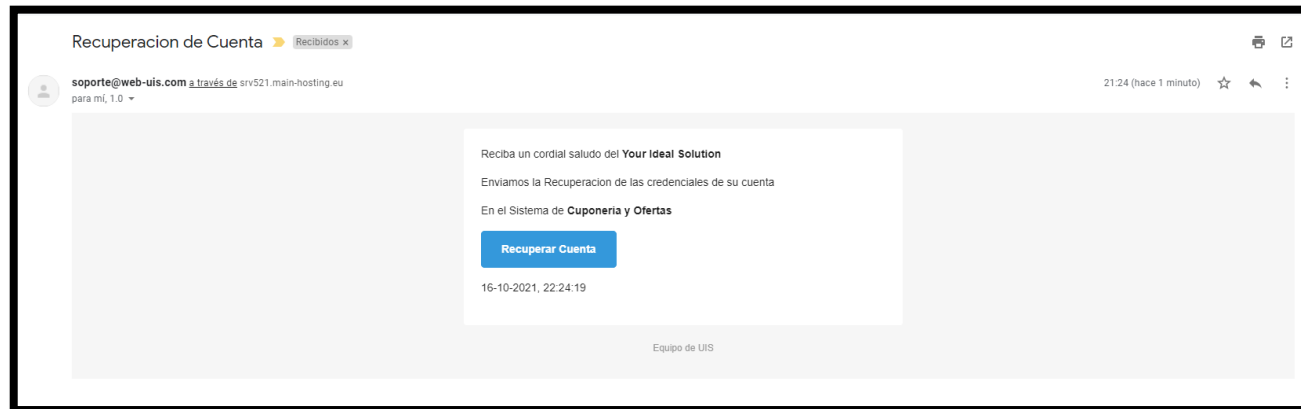 Recuperacion de Cuenta Recibidos x
soporte@web-uis.com a través de srv521.main-hosting.eu 21:24 (hace 1 minuto)
para mí, 1.0
Reciba un cordial saludo del Your Ideal Solution
Enviamos la Recuperacion de las credenciales de su cuenta
En el Sistema de Cuponeria y Ofertas
Recuperar Cuenta
16-10-2021, 22:24:19
Equipo de UIS